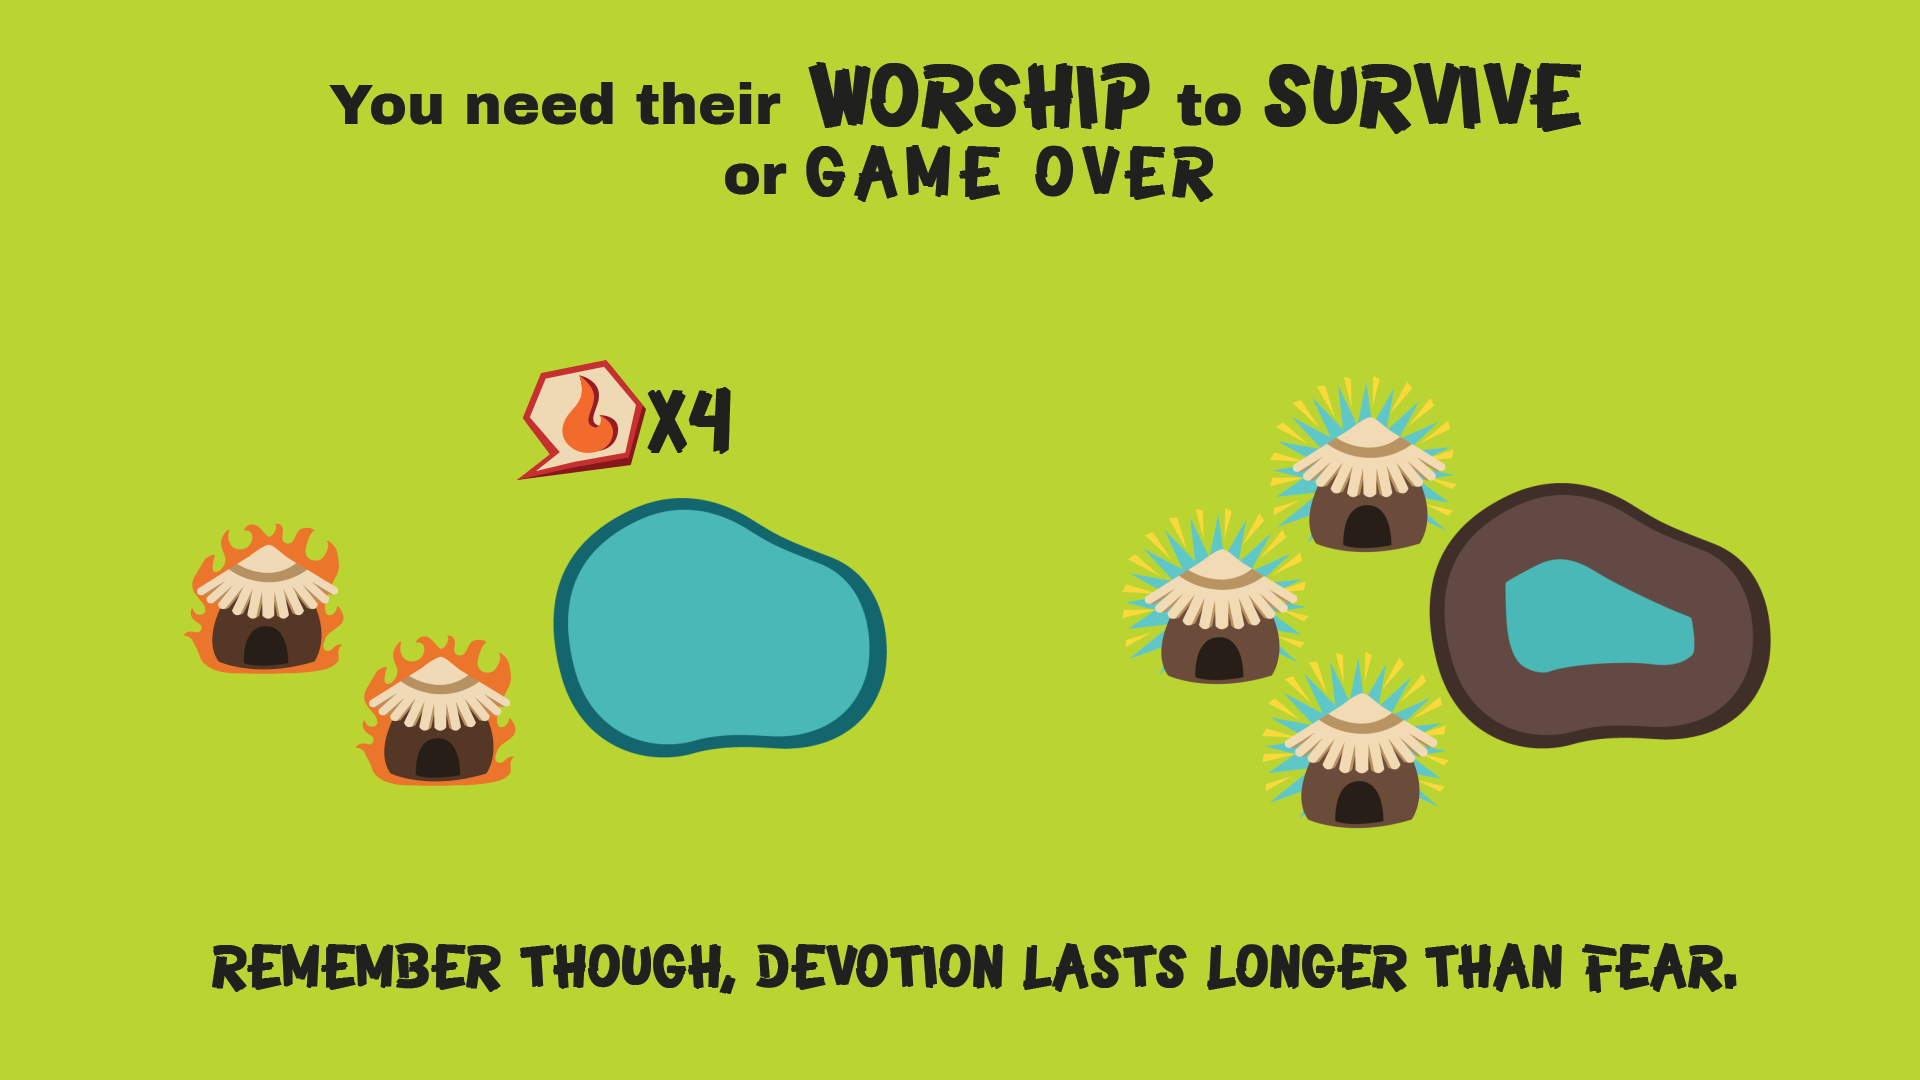 You need their WORSHIP to SURVIVE
or GAME OVER
X4
REMEMBER THOUGH, DEVOTION LASTS LONGER THAN FEAR.